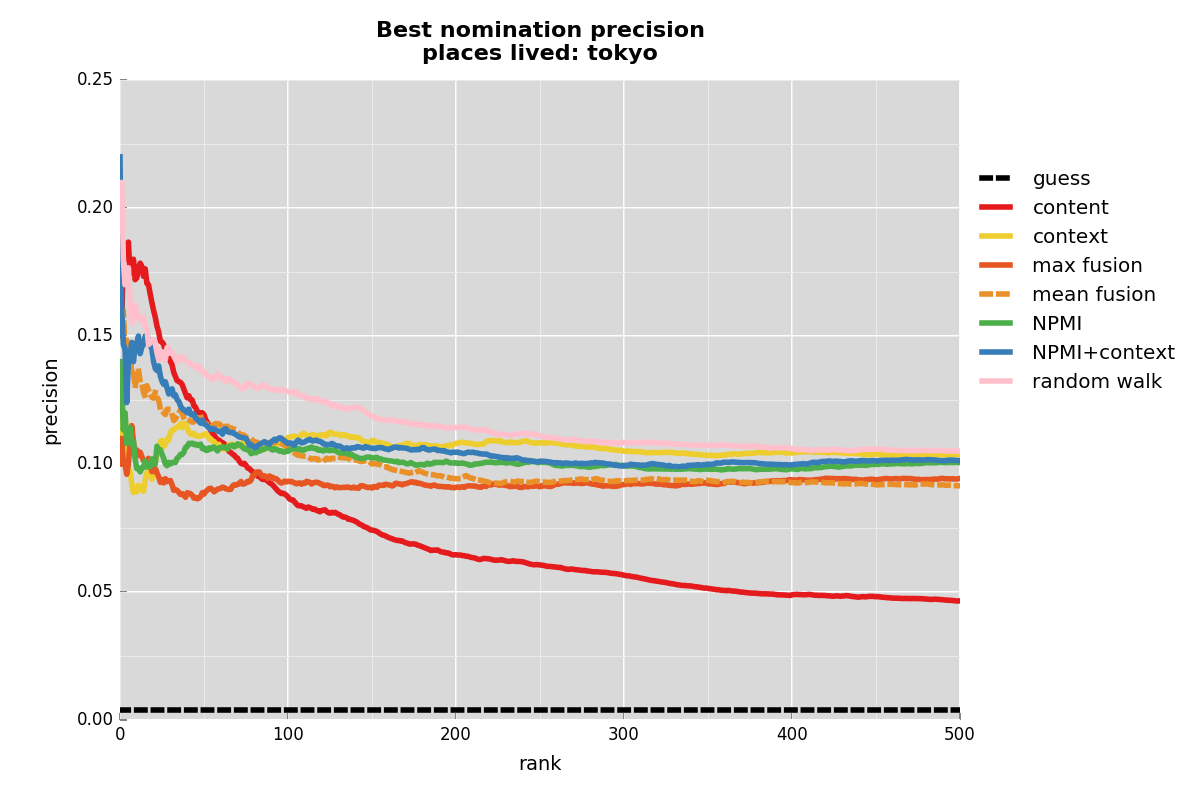 Best nomination precision
places lived: tokyo
0.25
0.20
0.15
0.10
0.05
0.00
precision
0
100
200
300
400
500
rank
guess
content
context
max fusion
mean fusion
NPMI
NPMI+context
random walk